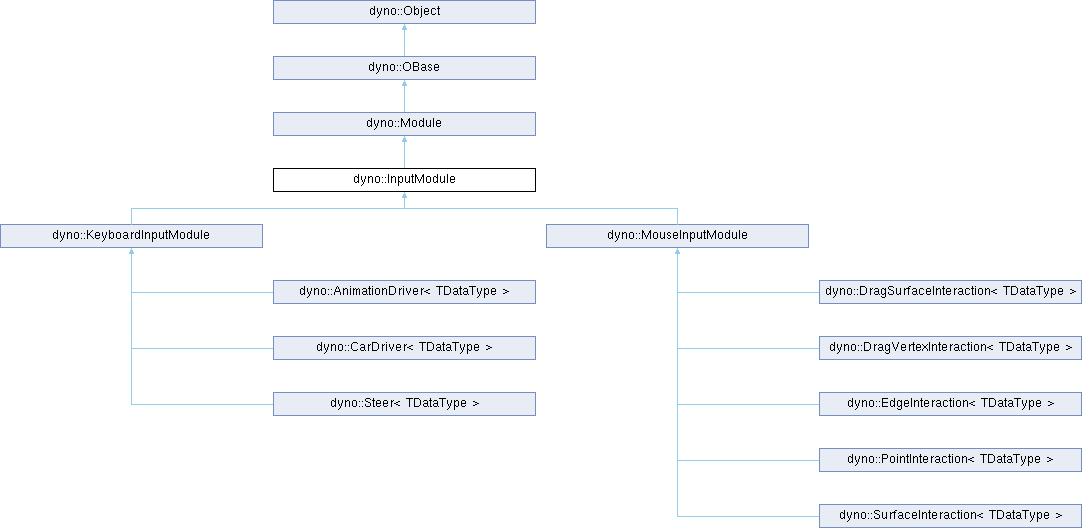 dyno::Object
dyno::OBase
dyno::Module
dyno::InputModule
dyno::KeyboardInputModule
dyno::MouseInputModule
dyno::AnimationDriver< TDataType >
dyno::DragSurfaceInteraction< TDataType >
dyno::CarDriver< TDataType >
dyno::DragVertexInteraction< TDataType >
dyno::Steer< TDataType >
dyno::EdgeInteraction< TDataType >
dyno::PointInteraction< TDataType >
dyno::SurfaceInteraction< TDataType >